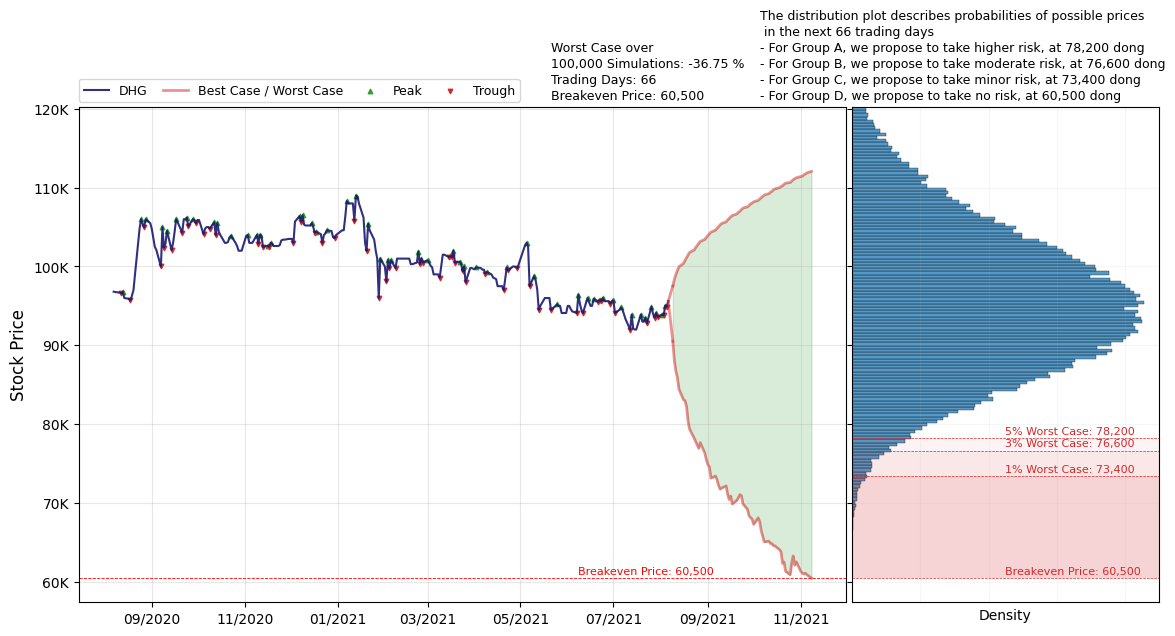 The distribution plot describes probabilities of possible prices
in the next 66 trading days
- For Group A, we propose to take higher risk, at 78,200 dong
- For Group B, we propose to take moderate risk, at 76,600 dong
- For Group C, we propose to take minor risk, at 73,400 dong
- For Group D, we propose to take no risk, at 60,500 dong
Worst Case over
100,000 Simulations: -36.75 %
Trading Days: 66
Breakeven Price: 60,500
DHG Best Case / Worst Case Peak Trough
Stock Price
120K
110K
100K
90K
80K
70K
60K
Breakeven Price: 60,500
09/2020 11/2020 01/2021 03/2021 05/2021 07/2021 09/2021 11/2021
5% Worst Case: 78,200
3% Worst Case: 76,600
1% Worst Case: 73,400
Breakeven Price: 60,500
Density